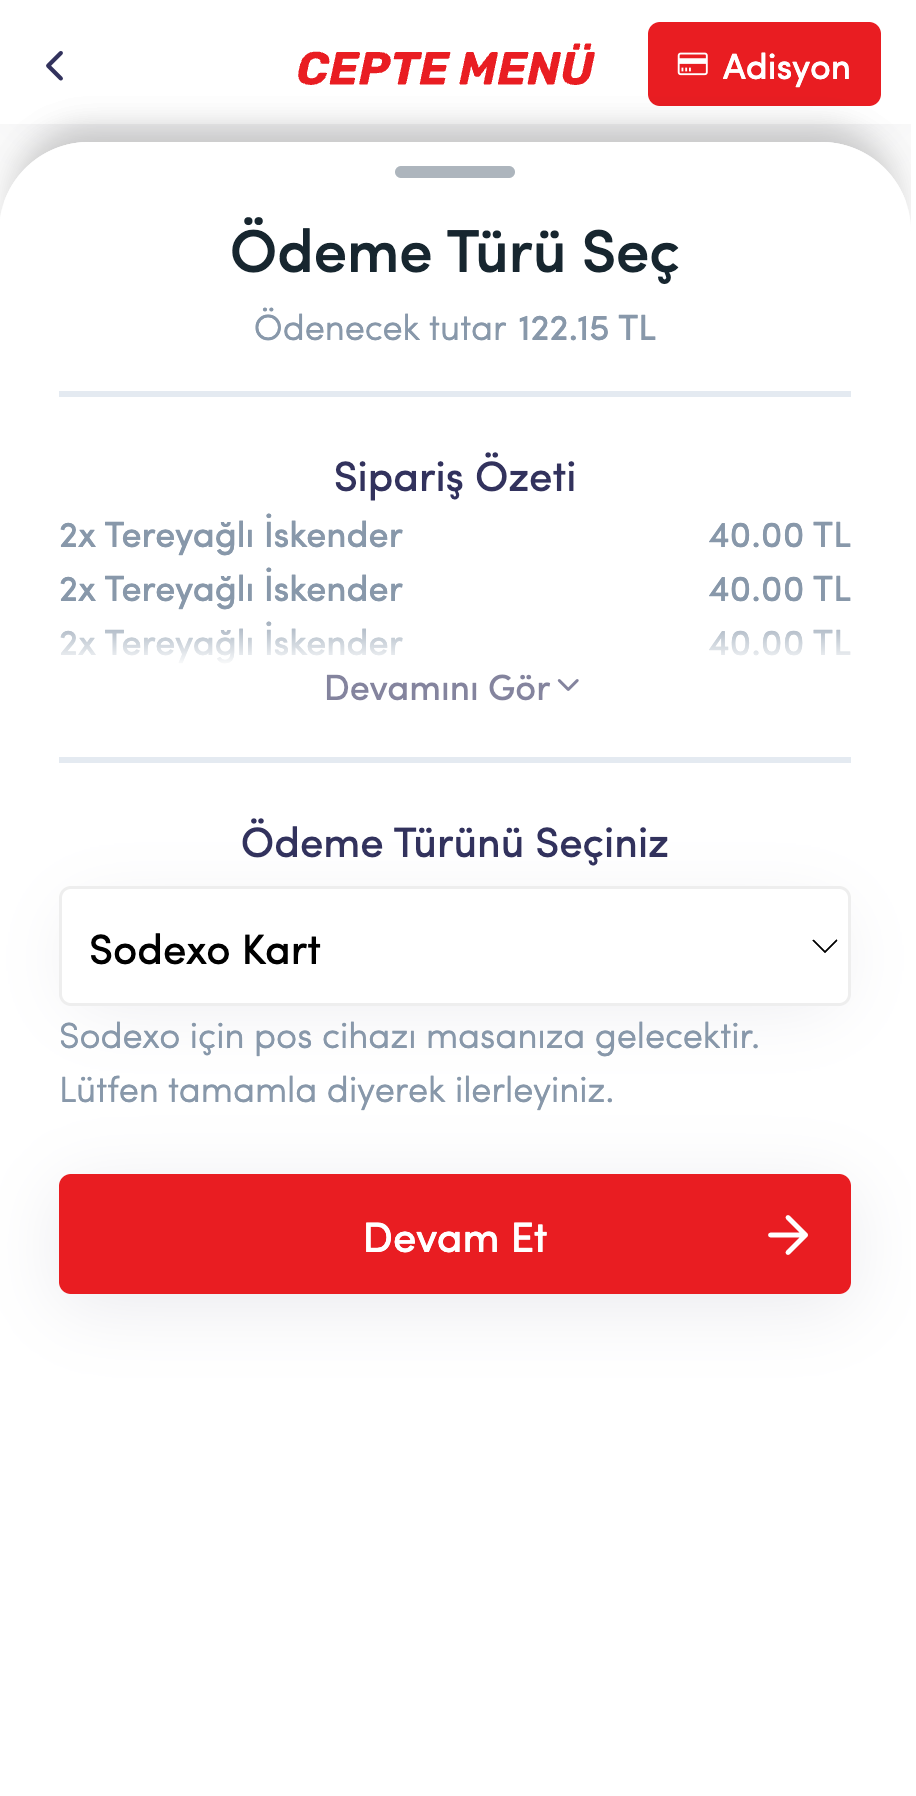 CEPTE MENÜ
Adisyon
Ödeme Türü Seç
Ödenecek tutar 122.15 TL
Sipariş Özeti
2x Tereyağlı İskender 40.00 TL
2x Tereyağlı İskender 40.00 TL
2x Tereyağlı İskender 40.00 TL
Devamını Gör
Ödeme Türünü Seçiniz
Sodexo Kart
Sodexo için pos cihazı masanıza gelecektir.
Lütfen tamamla diyerek ilerleyiniz.
Devam Et